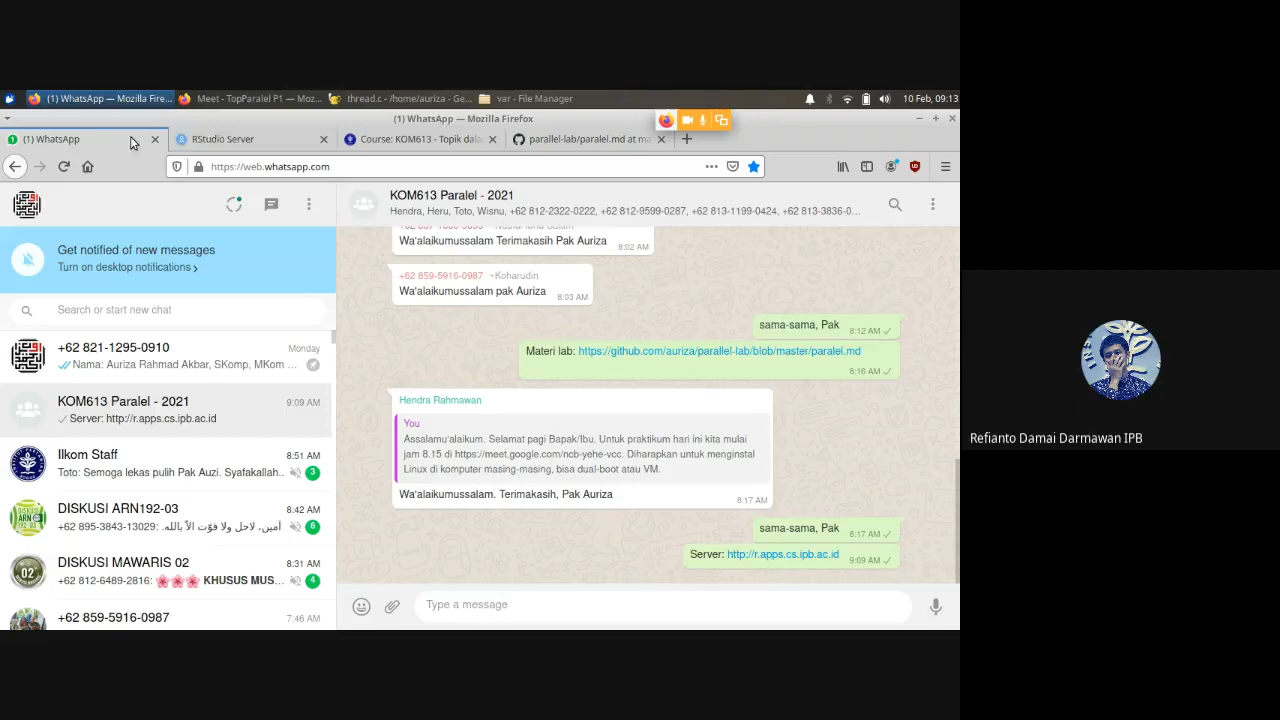 (1) WhatsApp — Mozilla Fire...
Meet - TopParalel P1 — Moz...
thread.c - /home/auriza - Ge...
var - File Manager
10 Feb, 09:13
(1) WhatsApp — Mozilla Firefox
(1) WhatsApp
RStudio Server
Course: KOM613 - Topik dala
parallel-lab/paralel.md at ma
https://web.whatsapp.com
KOM613 Paralel - 2021
Hendra, Heru, Toto, Wisnu, +62 812-2322-0222, +62 812-9599-0287, +62 813-1199-0424, +62 813-3836-0...
Get notified of new messages
Turn on desktop notifications ›
Search or start new chat
+62 821-1295-0910
Monday
Nama: Auriza Rahmad Akbar, SKomp, MKom ...
KOM613 Paralel - 2021
9:09 AM
Server: http://r.apps.cs.ipb.ac.id
Ilkom Staff
8:51 AM
Toto: Semoga lekas pulih Pak Auzi. Syafakallah..
3
DISKUSI ARN192-03
8:42 AM
+62 895-3843-13029: أمين، لاحل ولا قوّت الاّ بالله.
6
DISKUSI MAWARIS 02
8:31 AM
02
+62 812-6489-2816: 🌸🌸🌸 KHUSUS MUS...
4
+62 859-5916-0987
7:46 AM
Wa'alaikumussalam Terimakasih Pak Auriza
8:02 AM
+62 859-5916-0987 ~Koharudin
Wa'alaikumussalam pak Auriza
8:03 AM
sama-sama, Pak
8:12 AM
Materi lab: https://github.com/auriza/parallel-lab/blob/master/paralel.md
8:16 AM
Hendra Rahmawan
You
Assalamu'alaikum. Selamat pagi Bapak/Ibu. Untuk praktikum hari ini kita mulai
jam 8.15 di https://meet.google.com/ncb-yehe-vcc. Diharapkan untuk menginstal
Linux di komputer masing-masing, bisa dual-boot atau VM.
Wa'alaikumussalam. Terimakasih, Pak Auriza
8:17 AM
sama-sama, Pak
8:17 AM
Server: http://r.apps.cs.ipb.ac.id
9:09 AM
Type a message
Refianto Damai Darmawan IPB